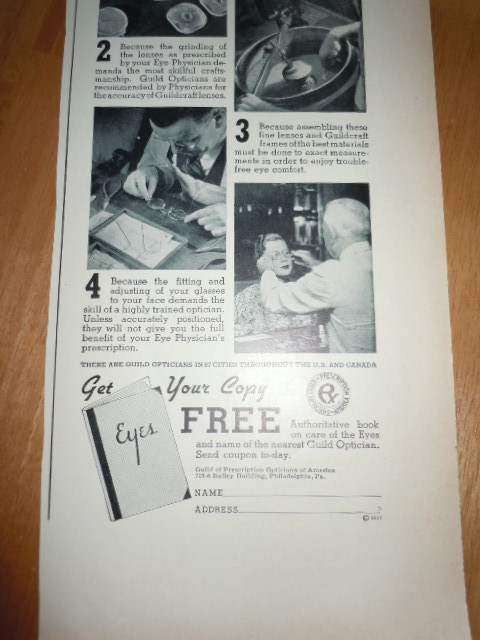 2 Because the grinding of
the lenses as prescribed
by your Eye Physician de-
mands the most skillful crafts-
manship. Guild Opticians are
recommended by Physicians for
the accuracy of Guildcraft lenses.
3 Because assembling these
fine lenses and Guildcraft
frames of the best materials
must be done to exact measure-
ments in order to enjoy trouble-
free eye comfort.
4 Because the fitting and
adjusting of your glasses
to your face demands the
skill of a highly trained optician.
Unless accurately positioned,
they will not give you the full
benefit of your Eye Physician's
prescription.
THERE ARE GUILD OPTICIANS IN 67 CITIES THROUGHOUT THE U.S. AND CANADA
Get Your Copy
FREE
Eyes
Authoritative book
on care of the Eyes
and name of the nearest Guild Optician.
Send coupon to-day.
Guild of Prescription Opticians of America
Bailey Building, Philadelphia, Pa.
NAME
ADDRESS